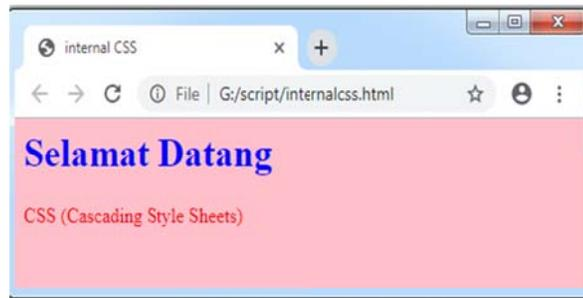 internal CSS
File | G:/script/internalcss.html
Selamat Datang
CSS (Cascading Style Sheets)